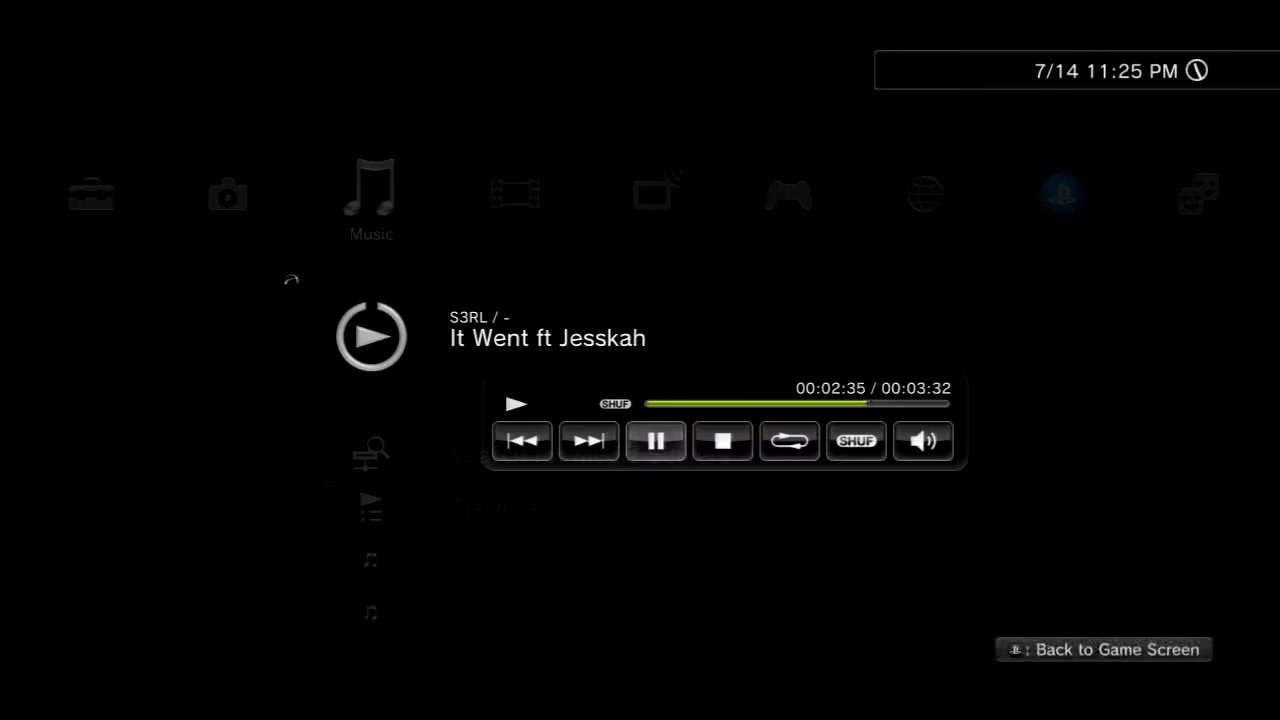 7/14 11:25 PM
Music
S3RL / -
It Went ft Jesskah
00:02:35 / 00:03:32
SHUF
SHUF
Playlists
: Back to Game Screen